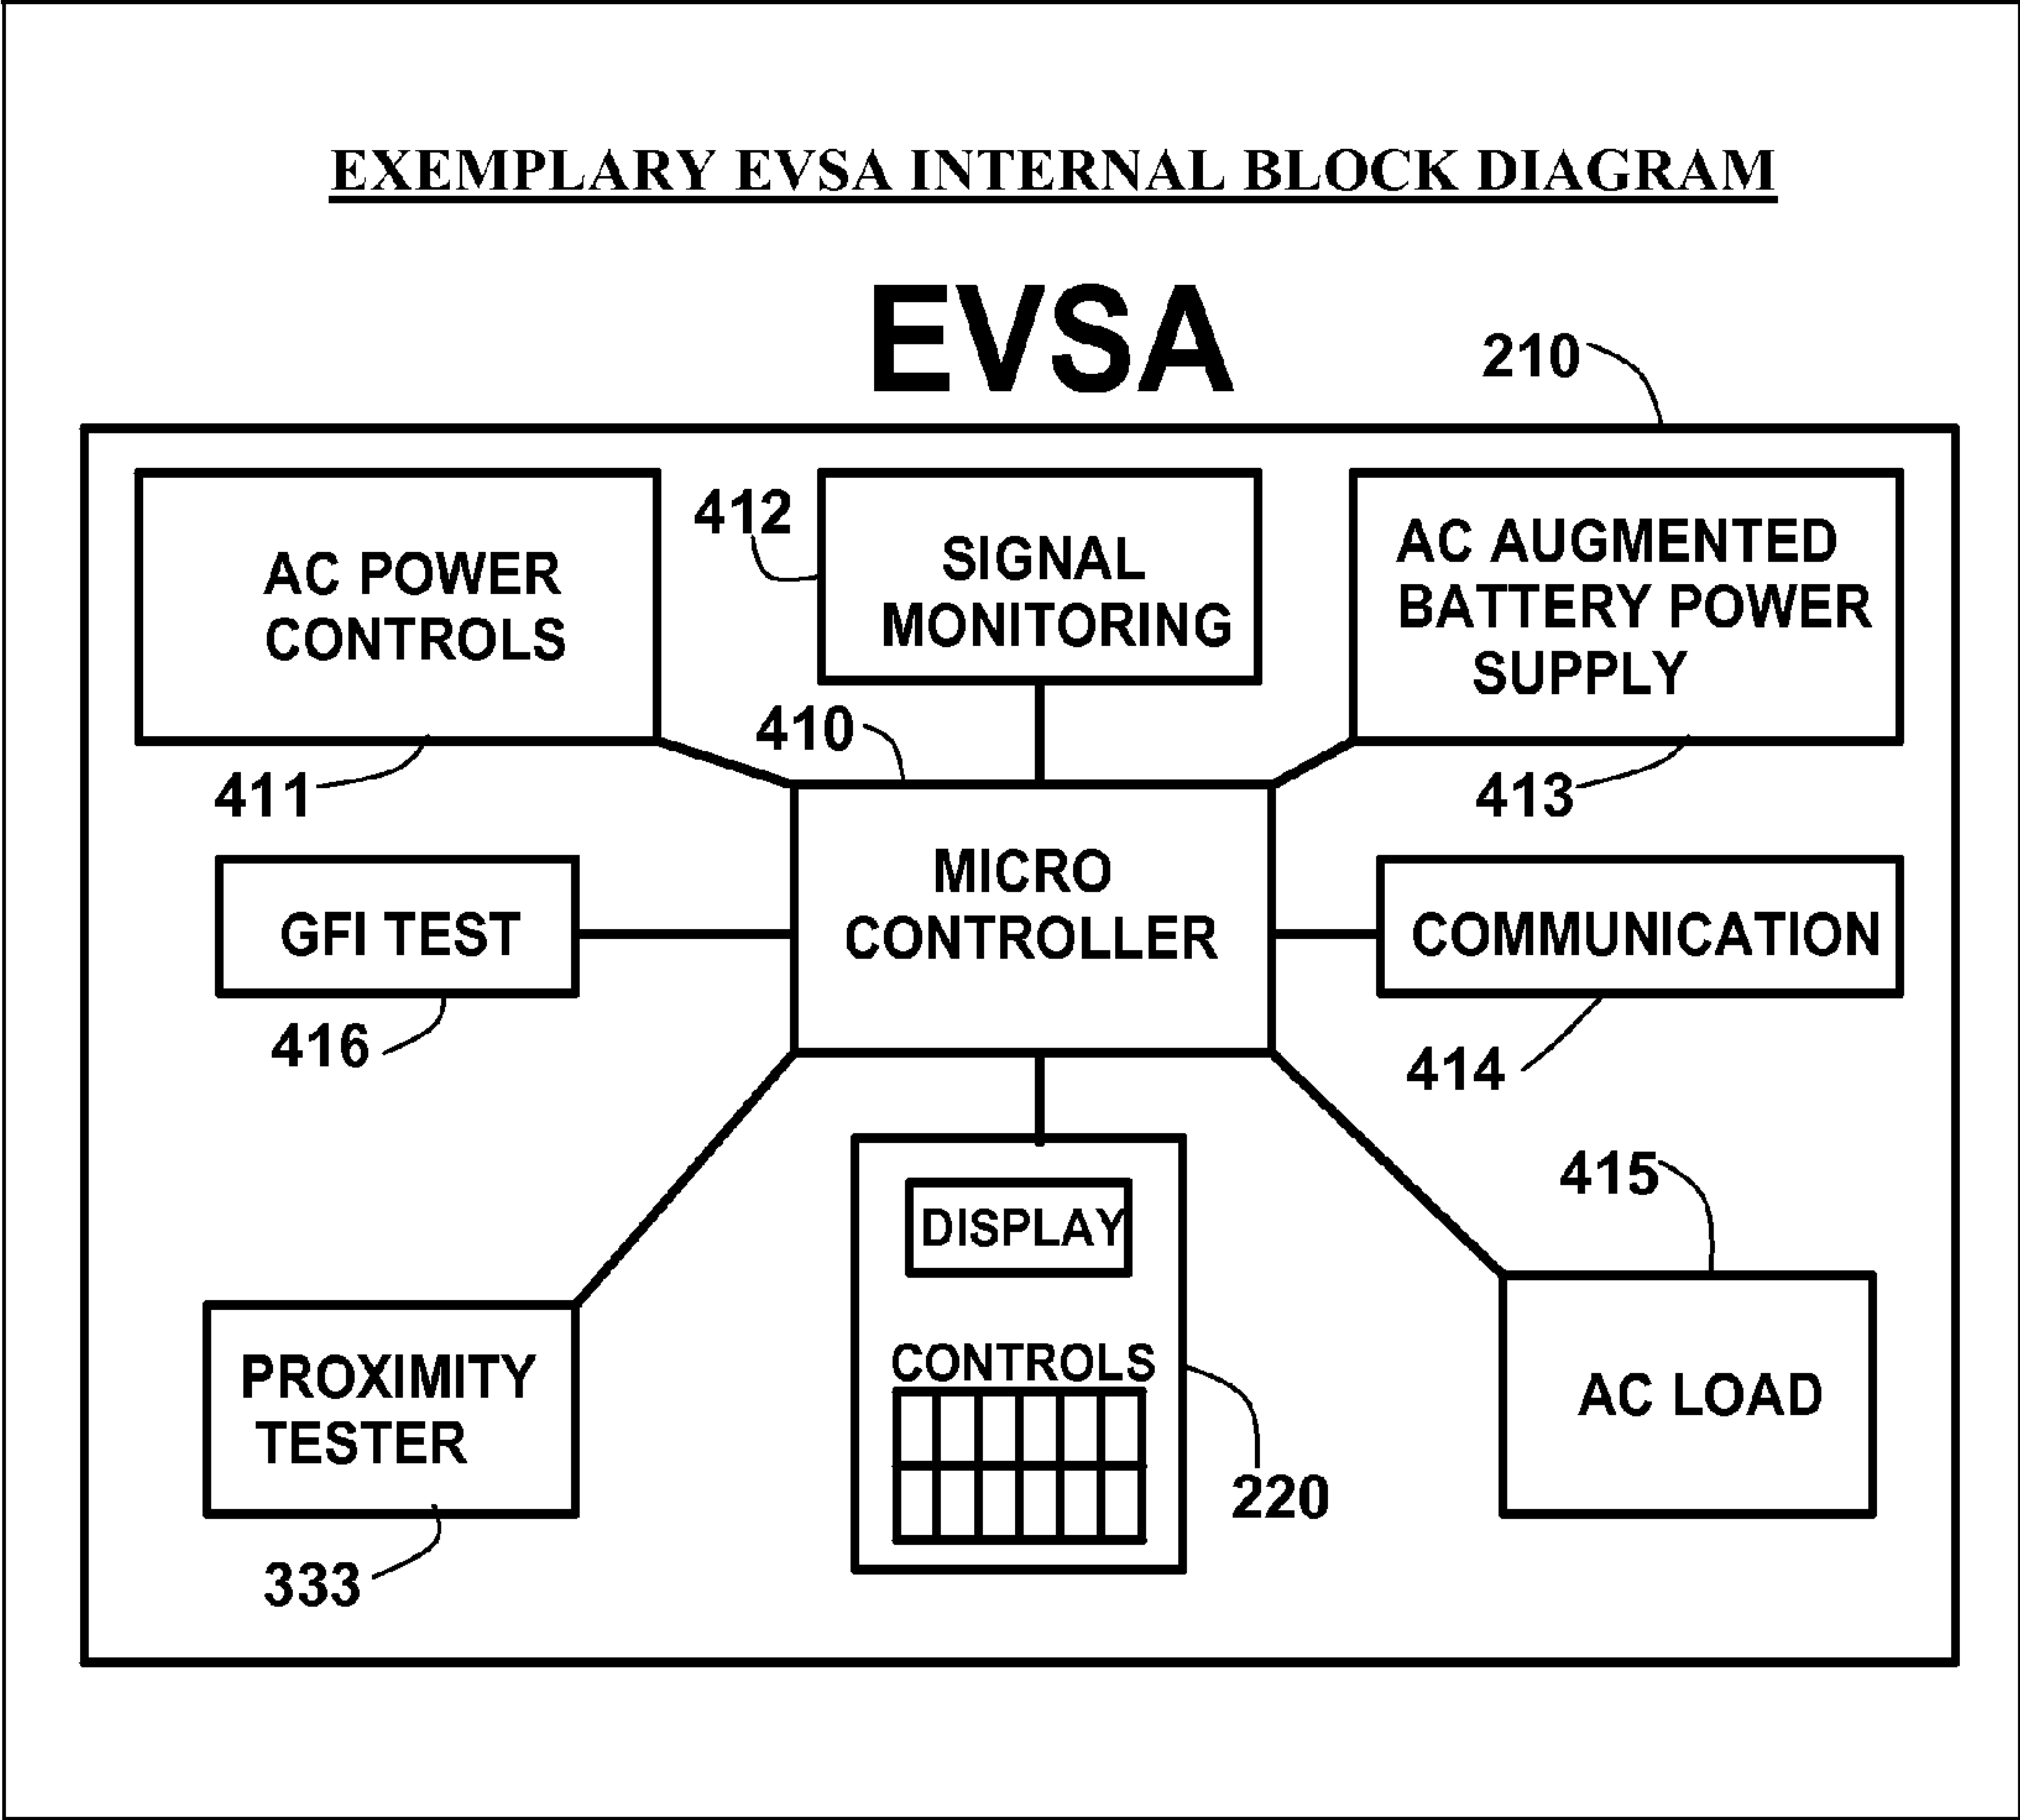 EXEMPLARY EVSA INTERNAL BLOCK DIAGRAM
EVSA
210
AC POWER
CONTROLS
411
412
SIGNAL
MONITORING
AC AUGMENTED
BATTERY POWER
SUPPLY
413
410
MICRO
CONTROLLER
GFI TEST
416
COMMUNICATION
414
PROXIMITY
TESTER
333
DISPLAY
CONTROLS
220
415
AC LOAD